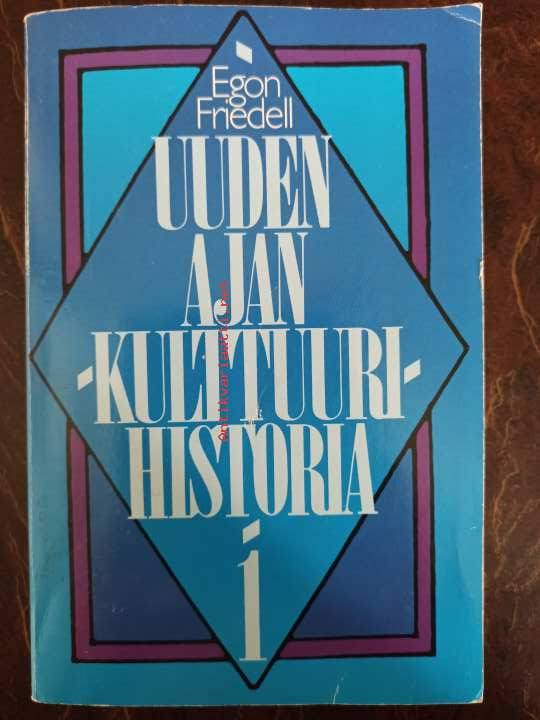 Egon
Friedell
UUDEN
AJAN
-KULTTUURI-
HISTORIA
1